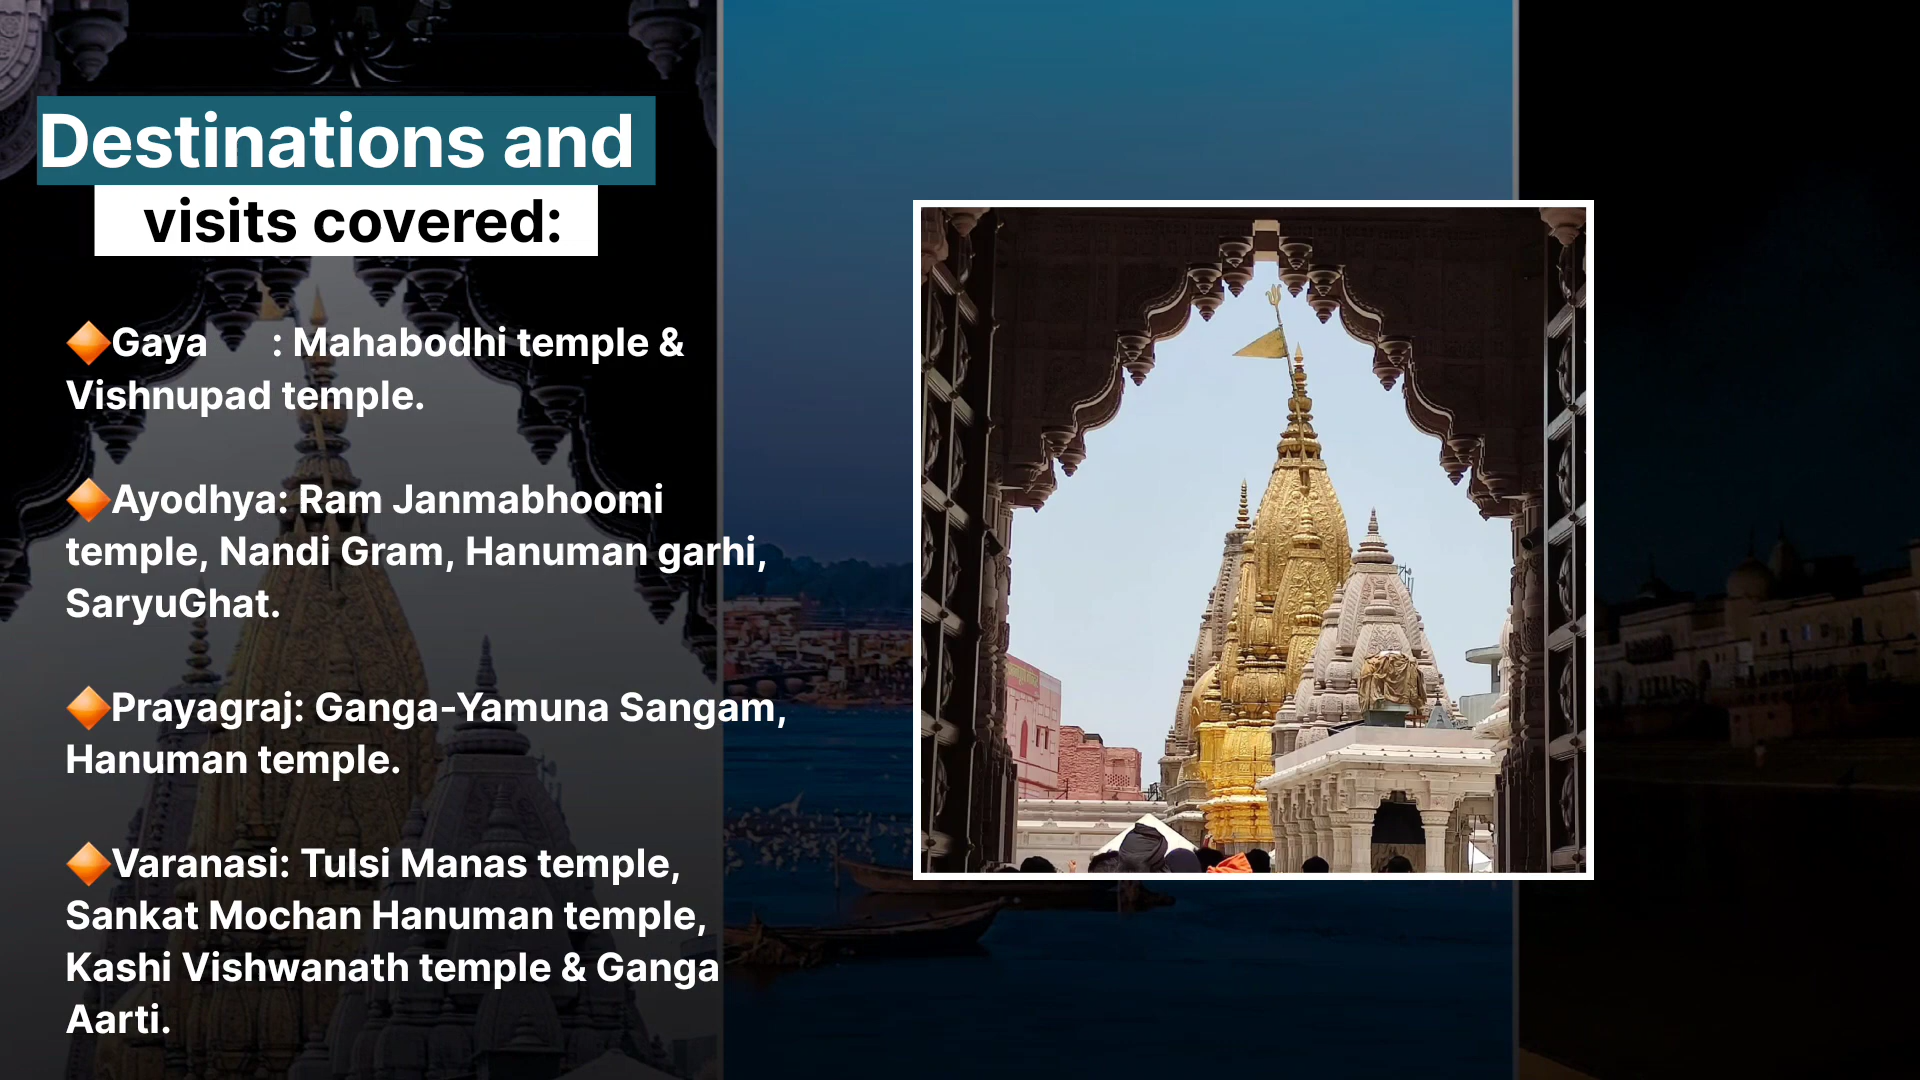 Destinations and
visits covered:
🔶Gaya : Mahabodhi temple &
Vishnupad temple.
🔶Ayodhya: Ram Janmabhoomi
temple, Nandi Gram, Hanuman garhi,
SaryuGhat.
🔶Prayagraj: Ganga-Yamuna Sangam,
Hanuman temple.
🔶Varanasi: Tulsi Manas temple,
Sankat Mochan Hanuman temple,
Kashi Vishwanath temple & Ganga
Aarti.